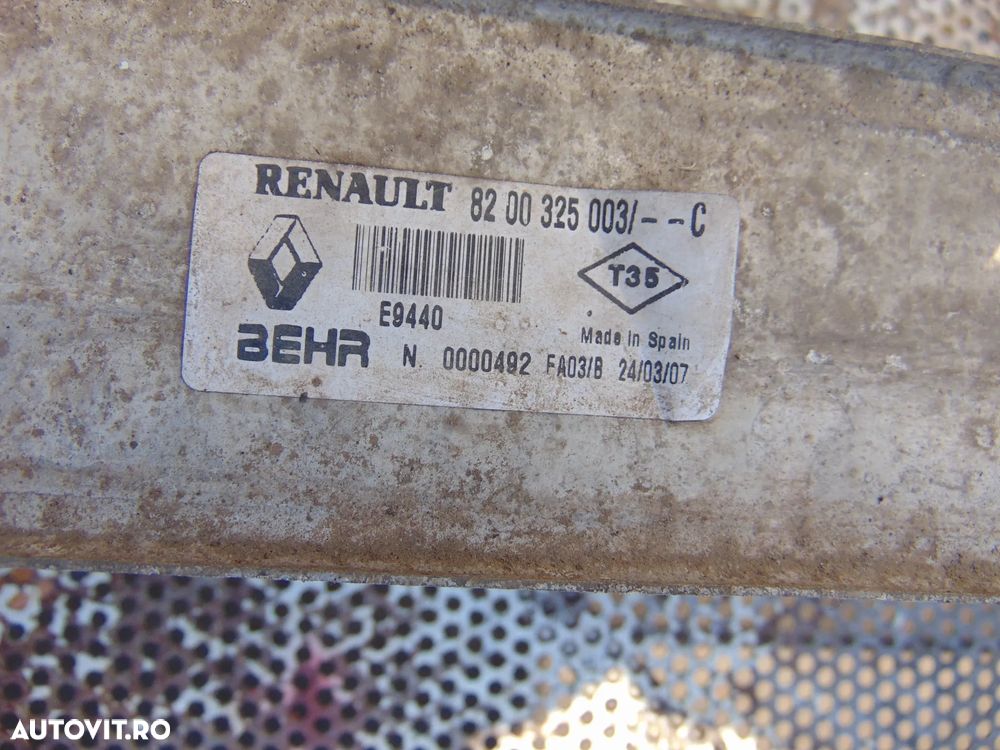 RENAULT 82 00 325 003/--C
T35
E9440
Made in Spain
BEHR N. 0000492 FA03/B 24/03/07
AUTOVIT.RO